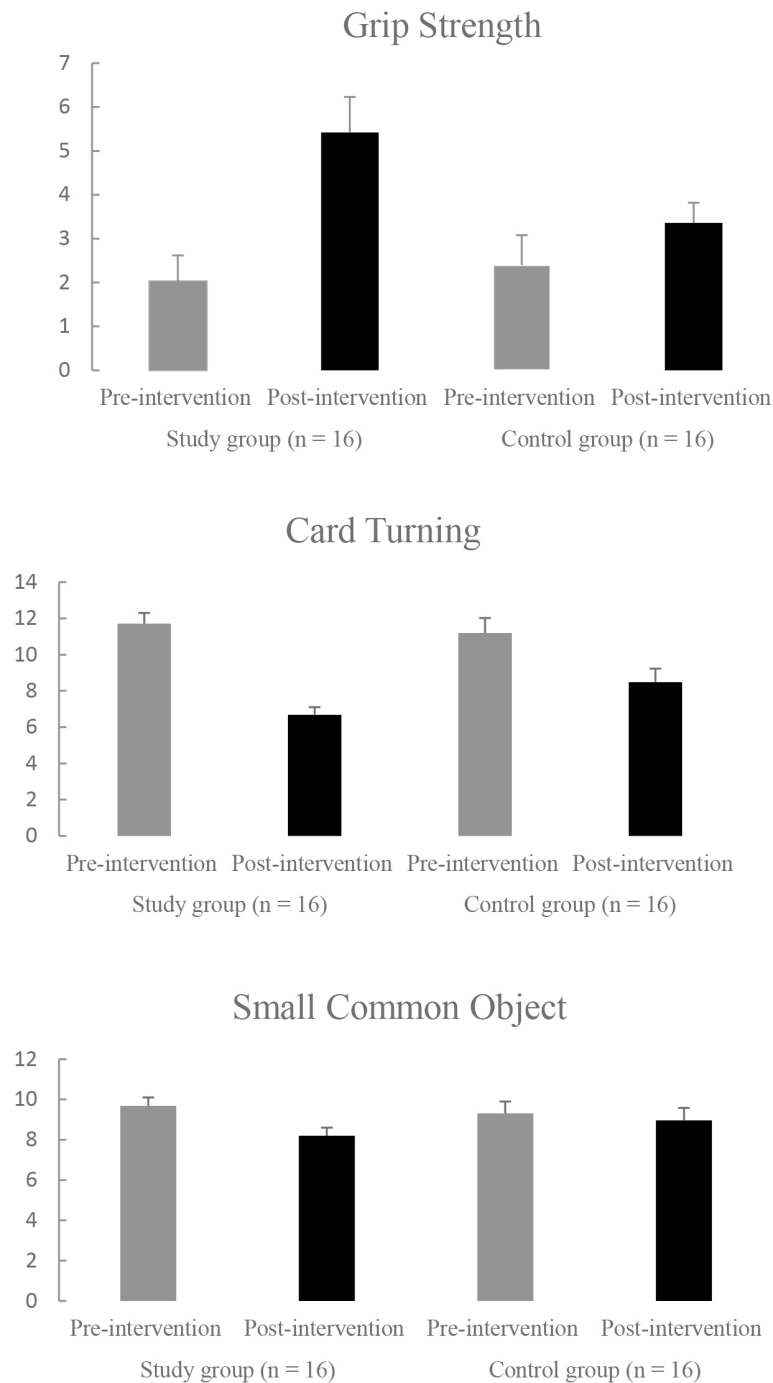 Grip Strength
7
6
5
4
3
2
1
0
Pre-intervention Post-intervention Pre-intervention Post-intervention
Study group (n = 16) Control group (n = 16)
Card Turning
14
12
10
8
6
4
2
0
Pre-intervention Post-intervention Pre-intervention Post-intervention
Study group (n = 16) Control group (n = 16)
Small Common Object
12
10
8
6
4
2
0
Pre-intervention Post-intervention Pre-intervention Post-intervention
Study group (n = 16) Control group (n = 16)